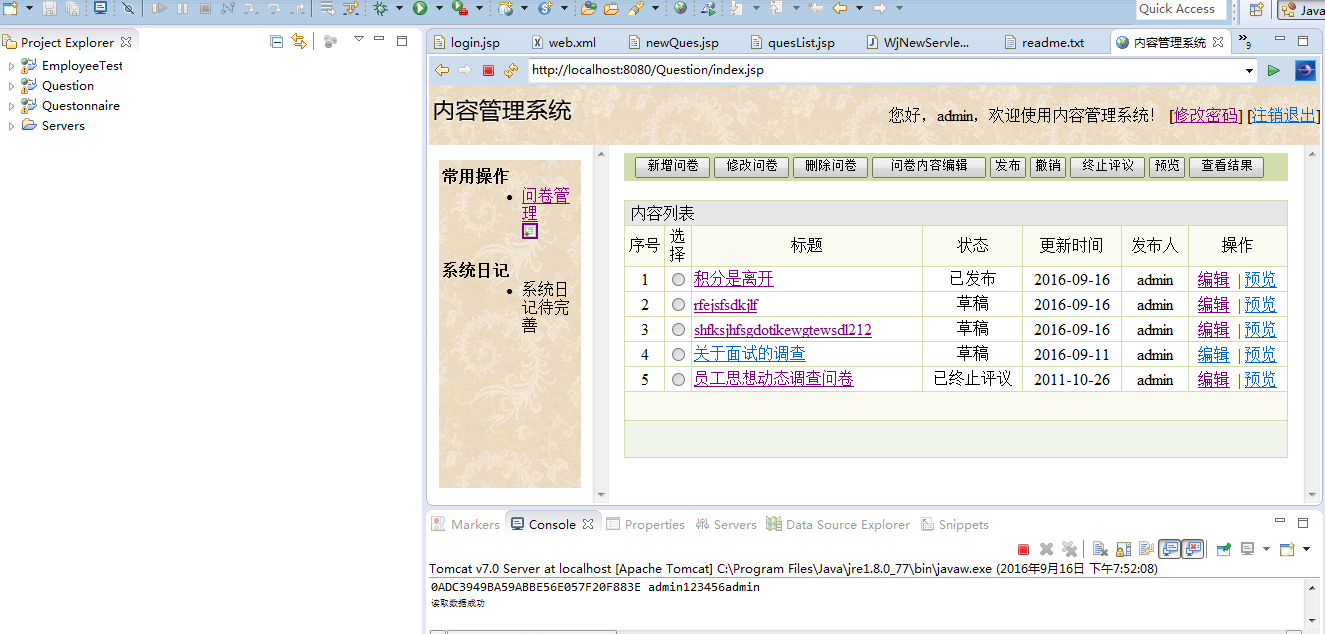 Quick Access
Java
Project Explorer
EmployeeTest
Question
Questonnaire
Servers
login.jsp web.xml newQues.jsp quesList.jsp WjNewServle... readme.txt 内容管理系统 »9
http://localhost:8080/Question/index.jsp
内容管理系统
您好，admin，欢迎使用内容管理系统! [修改密码] [注销退出]
常用操作
问卷管
理
系统日记
系统日
记待完
善
新增问卷 修改问卷 删除问卷 问卷内容编辑 发布 撤销 终止评议 预览 查看结果
内容列表
序号 选择 标题 状态 更新时间 发布人 操作
1 积分是离开 已发布 2016-09-16 admin 编辑 | 预览
2 rfejsfsdkjlf 草稿 2016-09-16 admin 编辑 | 预览
3 shfksjhfsgdotikewgtewsdl212 草稿 2016-09-16 admin 编辑 | 预览
4 关于面试的调查 草稿 2016-09-11 admin 编辑 | 预览
5 员工思想动态调查问卷 已终止评议 2011-10-26 admin 编辑 | 预览
Markers Console Properties Servers Data Source Explorer Snippets
Tomcat v7.0 Server at localhost [Apache Tomcat] C:\Program Files\Java\jre1.8.0_77\bin\javaw.exe (2016年9月16日 下午7:52:08)
0ADC3949BA59ABBE56E057F20F883E admin123456admin
读取数据成功